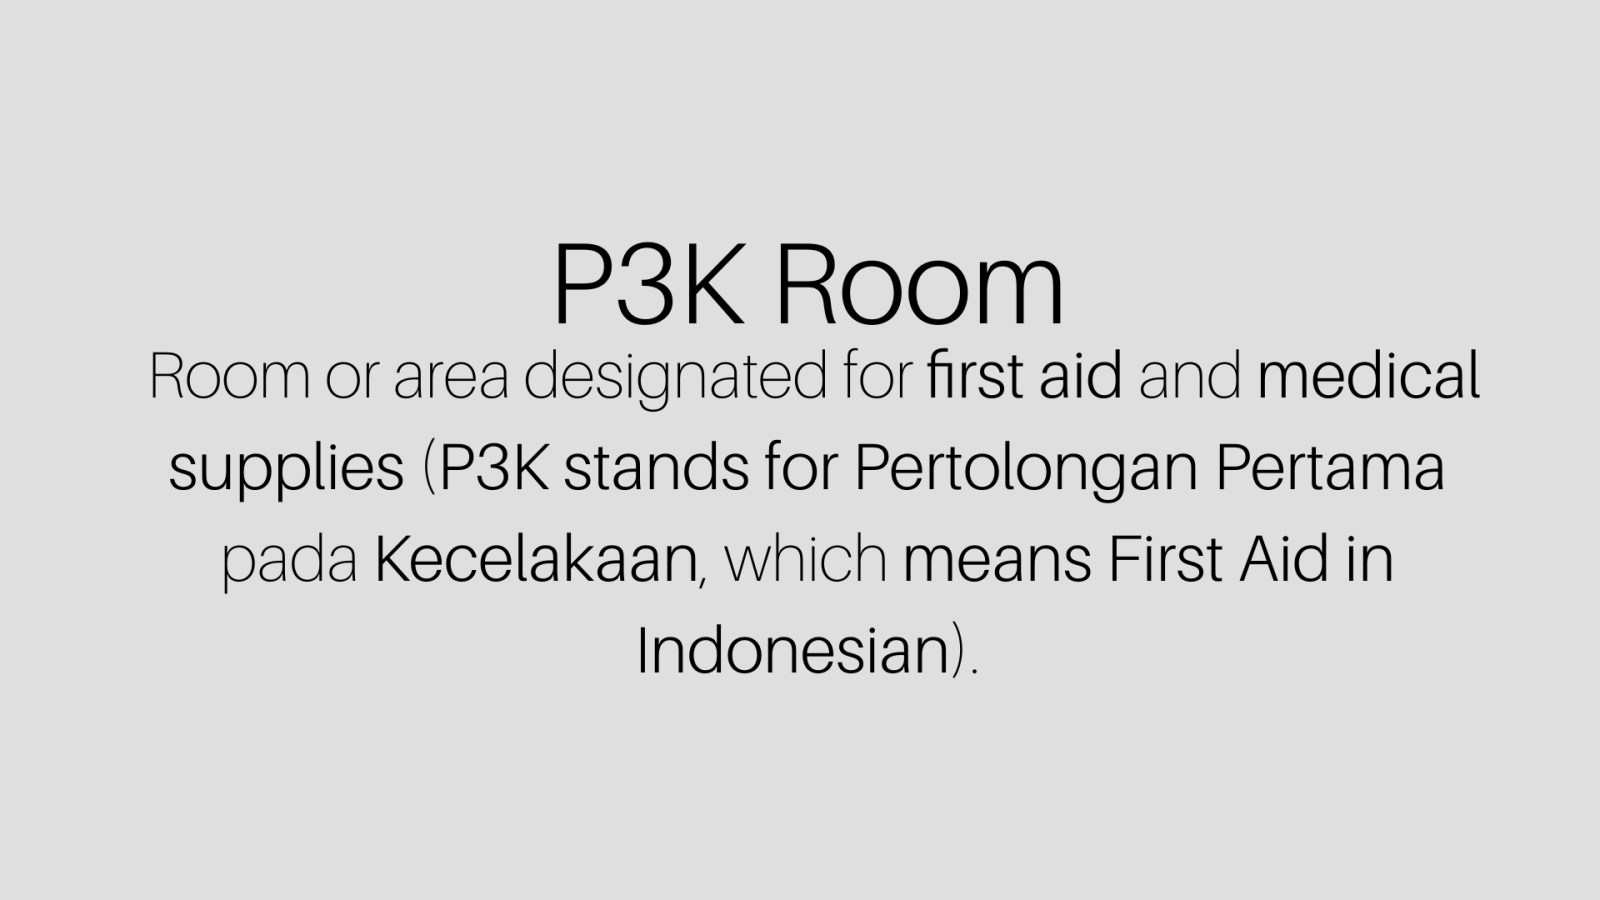 P3K Room
Room or area designated for first aid and medical
supplies (P3K stands for Pertolongan Pertama
pada Kecelakaan, which means First Aid in
Indonesian).